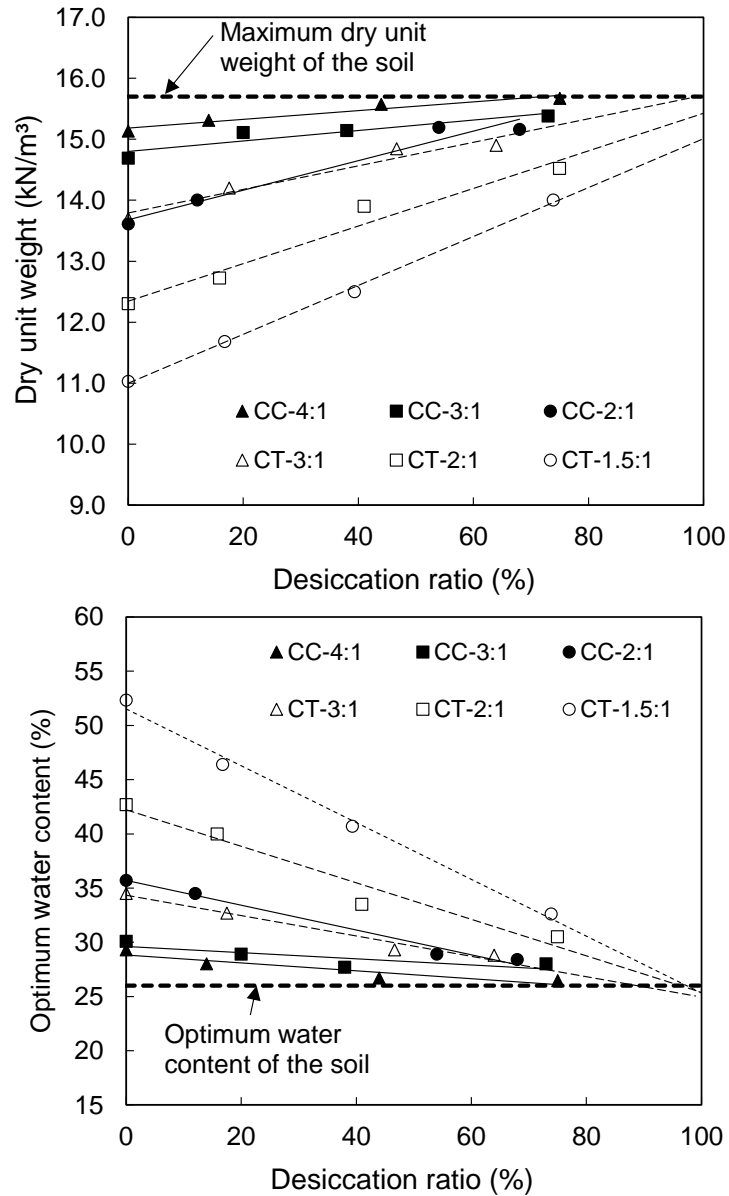 17.0
Maximum dry unit
weight of the soil
16.0
15.0
14.0
13.0
12.0
11.0
10.0
9.0
Dry unit weight (kN/m³)
CC-4:1 CC-3:1 CC-2:1
CT-3:1 CT-2:1 CT-1.5:1
0 20 40 60 80 100
Desiccation ratio (%)
60
55
50
45
40
35
30
25
20
15
Optimum water content (%)
CC-4:1 CC-3:1 CC-2:1
CT-3:1 CT-2:1 CT-1.5:1
Optimum water
content of the soil
0 20 40 60 80 100
Desiccation ratio (%)